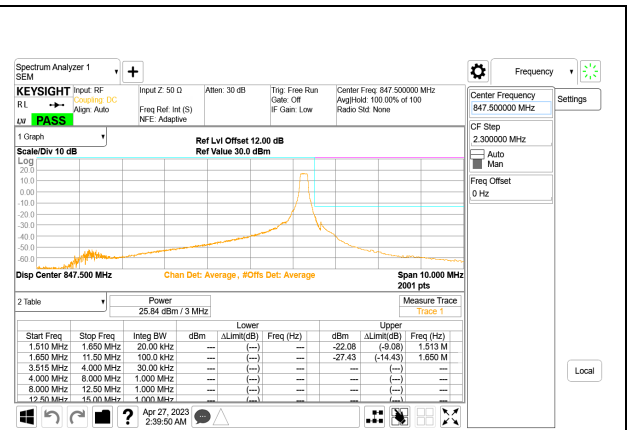 Spectrum Analyzer 1
SEM
▼
+
Frequency ▼
KEYSIGHT
RL
LXI PASS
Input: RF
Coupling: DC
Align: Auto
Input Z: 50 Ω
Freq Ref: Int (S)
NFE: Adaptive
Atten: 30 dB
Trig: Free Run
Gate: Off
IF Gain: Low
Center Freq: 847.500000 MHz
Avg|Hold: 100.00% of 100
Radio Std: None
Center Frequency
847.500000 MHz
Settings
CF Step
2.300000 MHz
Auto
Man
Freq Offset
0 Hz
1 Graph ▼
Scale/Div 10 dB
Ref Lvl Offset 12.00 dB
Ref Value 30.0 dBm
Log
20.0
10.0
0.00
-10.0
-20.0
-30.0
-40.0
-50.0
-60.0
Disp Center 847.500 MHz
Chan Det: Average , #Offs Det: Average
Span 10.000 MHz
2001 pts
2 Table ▼
Power
25.84 dBm / 3 MHz
Measure Trace
Trace 1
Lower Upper
Start Freq Stop Freq Integ BW dBm ΔLimit(dB) Freq (Hz) dBm ΔLimit(dB) Freq (Hz)
1.510 MHz 1.650 MHz 20.00 kHz --- (---) --- -22.08 (-9.08) 1.513 M
1.650 MHz 11.50 MHz 100.0 kHz --- (---) --- -27.43 (-14.43) 1.650 M
3.515 MHz 4.000 MHz 30.00 kHz --- (---) --- --- (---) ---
4.000 MHz 8.000 MHz 1.000 MHz --- (---) --- --- (---) ---
8.000 MHz 12.50 MHz 1.000 MHz --- (---) --- --- (---) ---
12.50 MHz 15.00 MHz 1.000 MHz --- (---) --- --- (---) ---
Local
?
Apr 27, 2023
2:39:50 AM